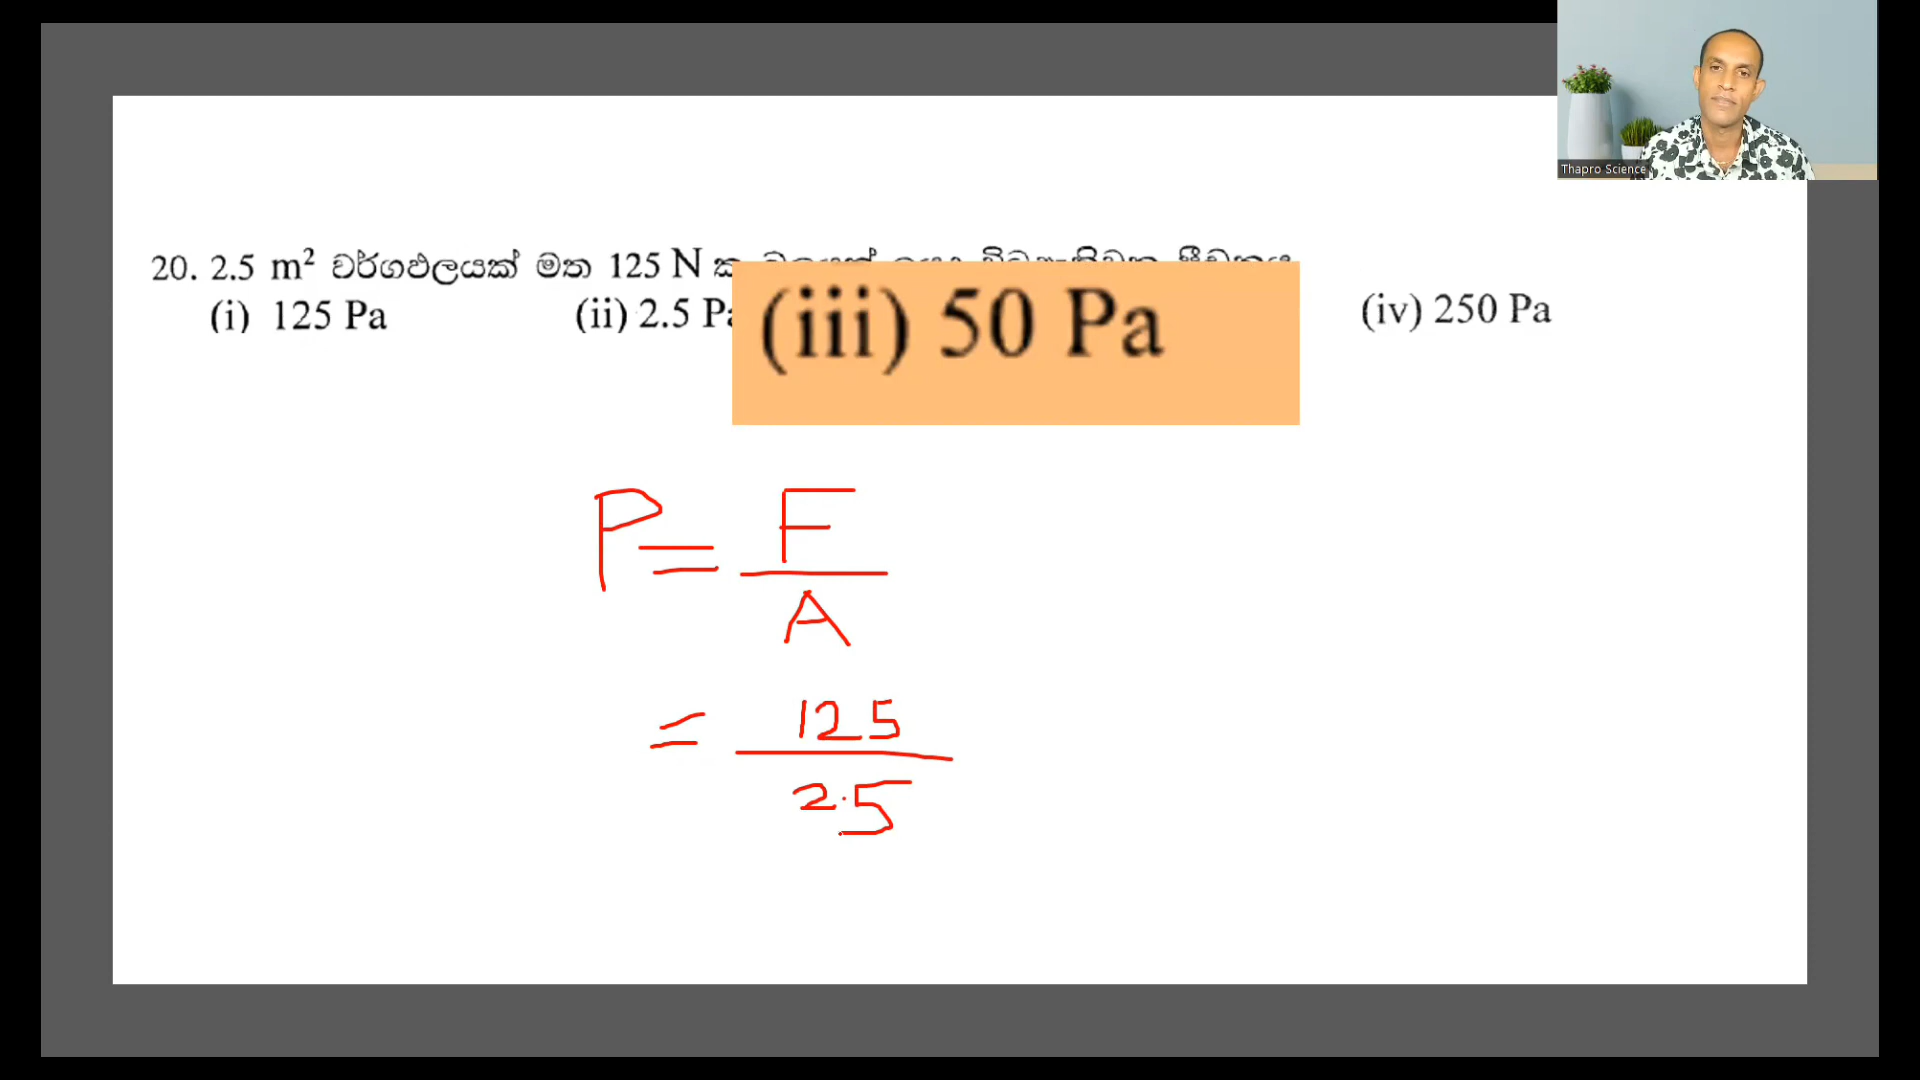 Thapro Science
20. 2.5 m² වර්ගඵලයක් මත 125 N ක
(i) 125 Pa (ii) 2.5 Pa (iii) 50 Pa (iv) 250 Pa
P = F / A
= 125 / 2.5